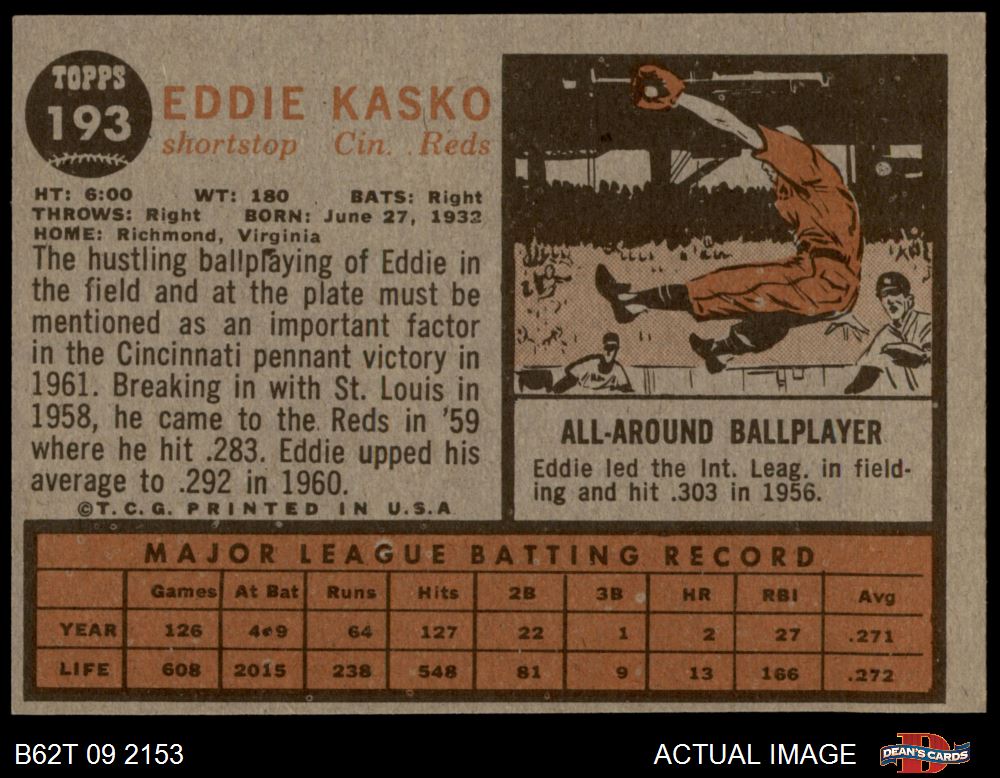 TOPPS
193
EDDIE KASKO
shortstop Cin. Reds
HT: 6:00 WT: 180 BATS: Right
THROWS: Right BORN: June 27, 1932
HOME: Richmond, Virginia
The hustling ballplaying of Eddie in
the field and at the plate must be
mentioned as an important factor
in the Cincinnati pennant victory in
1961. Breaking in with St. Louis in
1958, he came to the Reds in '59
where he hit .283. Eddie upped his
average to .292 in 1960.
©T.C.G. PRINTED IN U.S.A
ALL-AROUND BALLPLAYER
Eddie led the Int. Leag. in field-
ing and hit .303 in 1956.
MAJOR LEAGUE BATTING RECORD
Games At Bat Runs Hits 2B 3B HR RBI Avg
YEAR 126 64 127 22 1 2 27 .271
LIFE 608 2015 238 548 81 9 13 166 .272
B62T 09 2153
ACTUAL IMAGE
DEAN'S CARDS